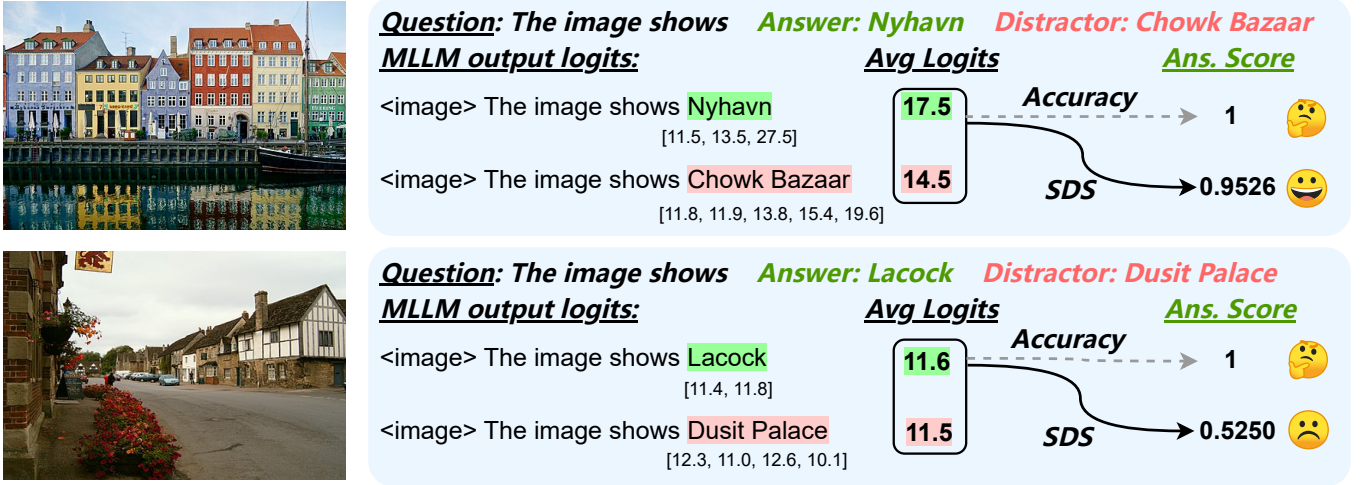 Question: The image shows Answer: Nyhavn Distractor: Chowk Bazaar
MLLM output logits: Avg Logits Ans. Score
<image> The image shows Nyhavn 17.5 Accuracy 1
[11.5, 13.5, 27.5]
<image> The image shows Chowk Bazaar 14.5 SDS 0.9526
[11.8, 11.9, 13.8, 15.4, 19.6]
Question: The image shows Answer: Lacock Distractor: Dusit Palace
MLLM output logits: Avg Logits Ans. Score
<image> The image shows Lacock 11.6 Accuracy 1
[11.4, 11.8]
<image> The image shows Dusit Palace 11.5 SDS 0.5250
[12.3, 11.0, 12.6, 10.1]